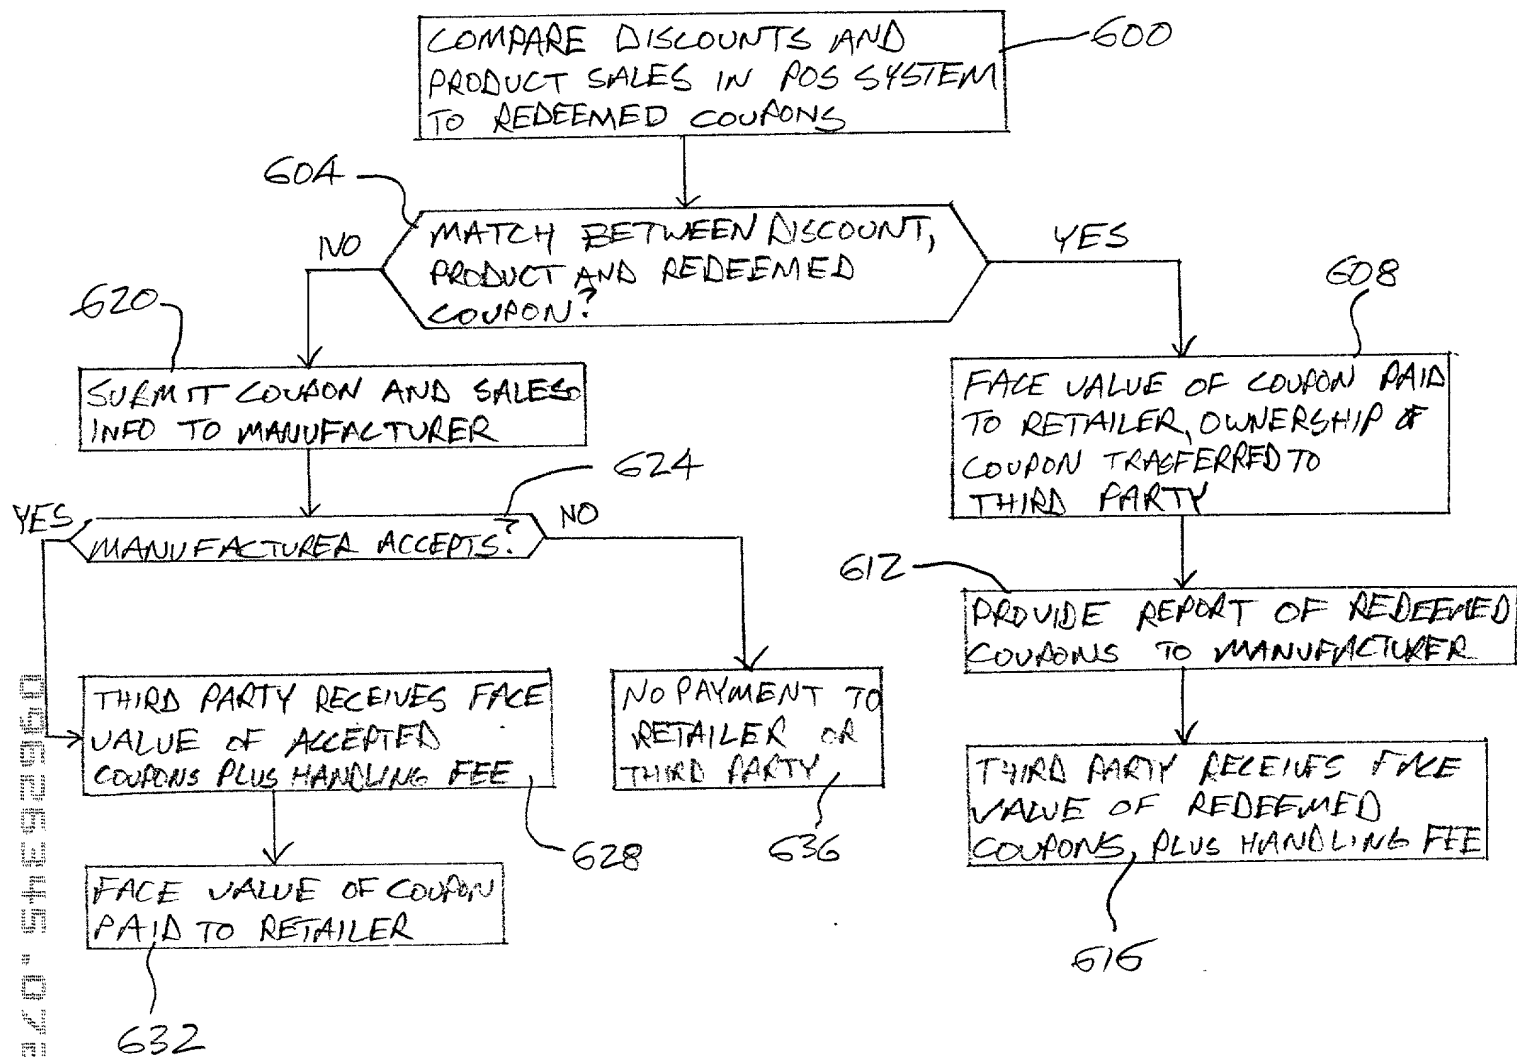 COMPARE DISCOUNTS AND
PRODUCT SALES IN POS SYSTEM
TO REDEEMED COUPONS
600
604
MATCH BETWEEN DISCOUNT,
PRODUCT AND REDEEMED
COUPON?
NO
YES
620
SUBMIT COUPON AND SALES
INFO TO MANUFACTURER
608
FACE VALUE OF COUPON PAID
TO RETAILER, OWNERSHIP OF
COUPON TRASFERRED TO
THIRD PARTY
624
YES
MANUFACTURER ACCEPTS?
NO
612
PROVIDE REPORT OF REDEEMED
COUPONS TO MANUFACTURER
THIRD PARTY RECEIVES FACE
VALUE OF ACCEPTED
COUPONS PLUS HANDLING FEE
628
NO PAYMENT TO
RETAILER OR
THIRD PARTY
636
THIRD PARTY RECEIVES FACE
VALUE OF REDEEMED
COUPONS, PLUS HANDLING FEE
616
FACE VALUE OF COUPON
PAID TO RETAILER
632